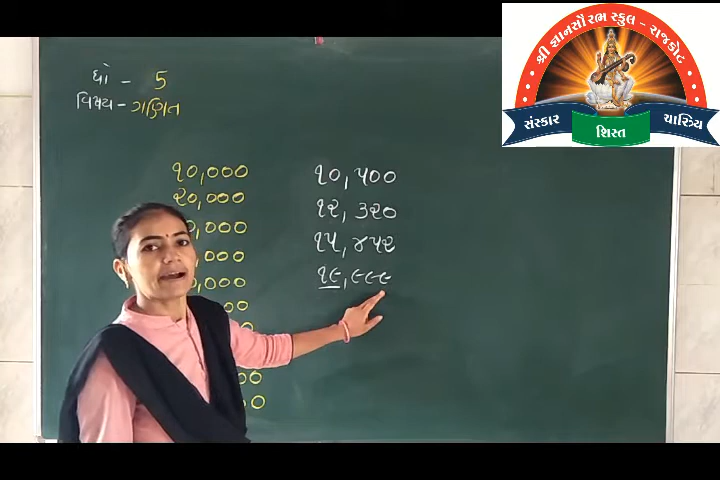 શ્રી જ્ઞાનસૌરભ સ્કુલ - રાજકોટ
સંસ્કાર
શિસ્ત
ચારિત્ર્ય
ધો - 5
વિષય - ગણિત
૧૦,૦૦૦
૨૦,૦૦૦
૧૦,૫૦૦
૧૨,૩૨૦
૧૫,૪૫૨
૧૯,૯૯૯